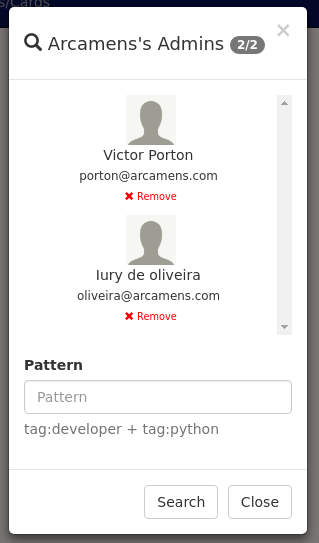 s/Cards
Arcamens's Admins 2/2
×
Victor Porton
porton@arcamens.com
Remove
Iury de oliveira
oliveira@arcamens.com
Remove
Pattern
Pattern
tag:developer + tag:python
Search Close